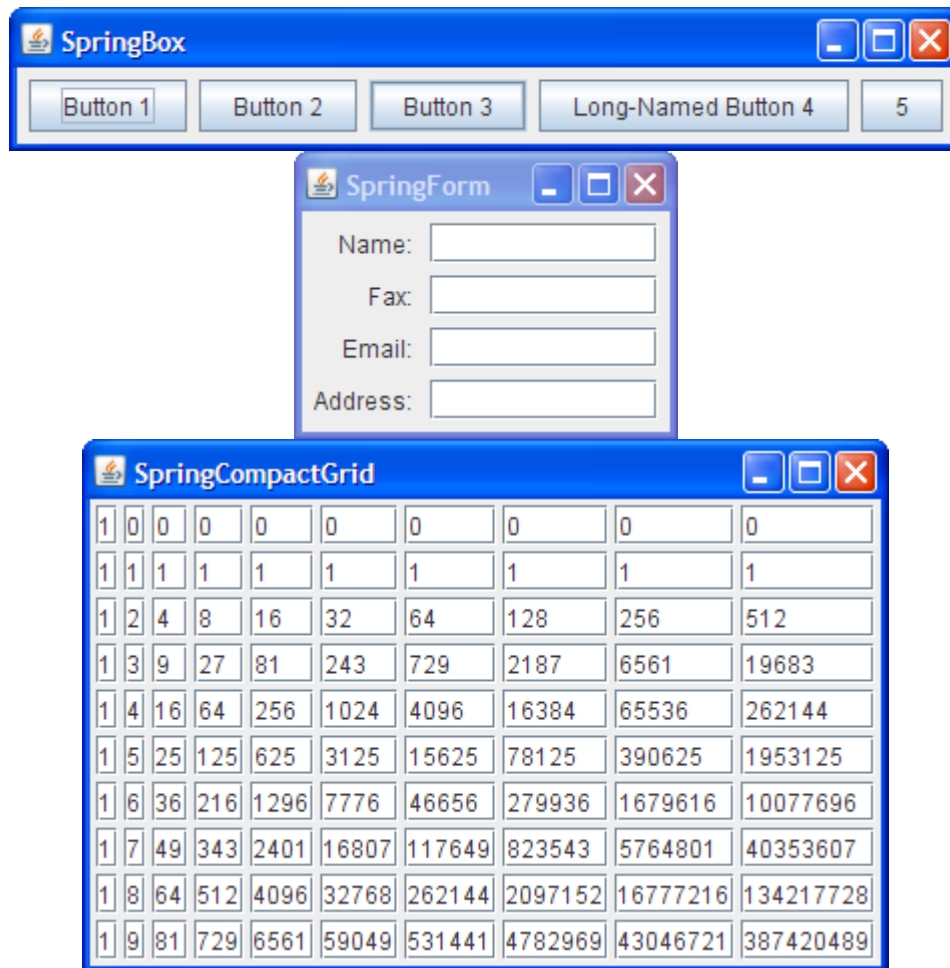 SpringBox
Button 1 Button 2 Button 3 Long-Named Button 4 5
SpringForm
Name:
Fax:
Email:
Address:
SpringCompactGrid
1 0 0 0 0 0 0 0 0 0
1 1 1 1 1 1 1 1 1 1
1 2 4 8 16 32 64 128 256 512
1 3 9 27 81 243 729 2187 6561 19683
1 4 16 64 256 1024 4096 16384 65536 262144
1 5 25 125 625 3125 15625 78125 390625 1953125
1 6 36 216 1296 7776 46656 279936 1679616 10077696
1 7 49 343 2401 16807 117649 823543 5764801 40353607
1 8 64 512 4096 32768 262144 2097152 16777216 134217728
1 9 81 729 6561 59049 531441 4782969 43046721 387420489